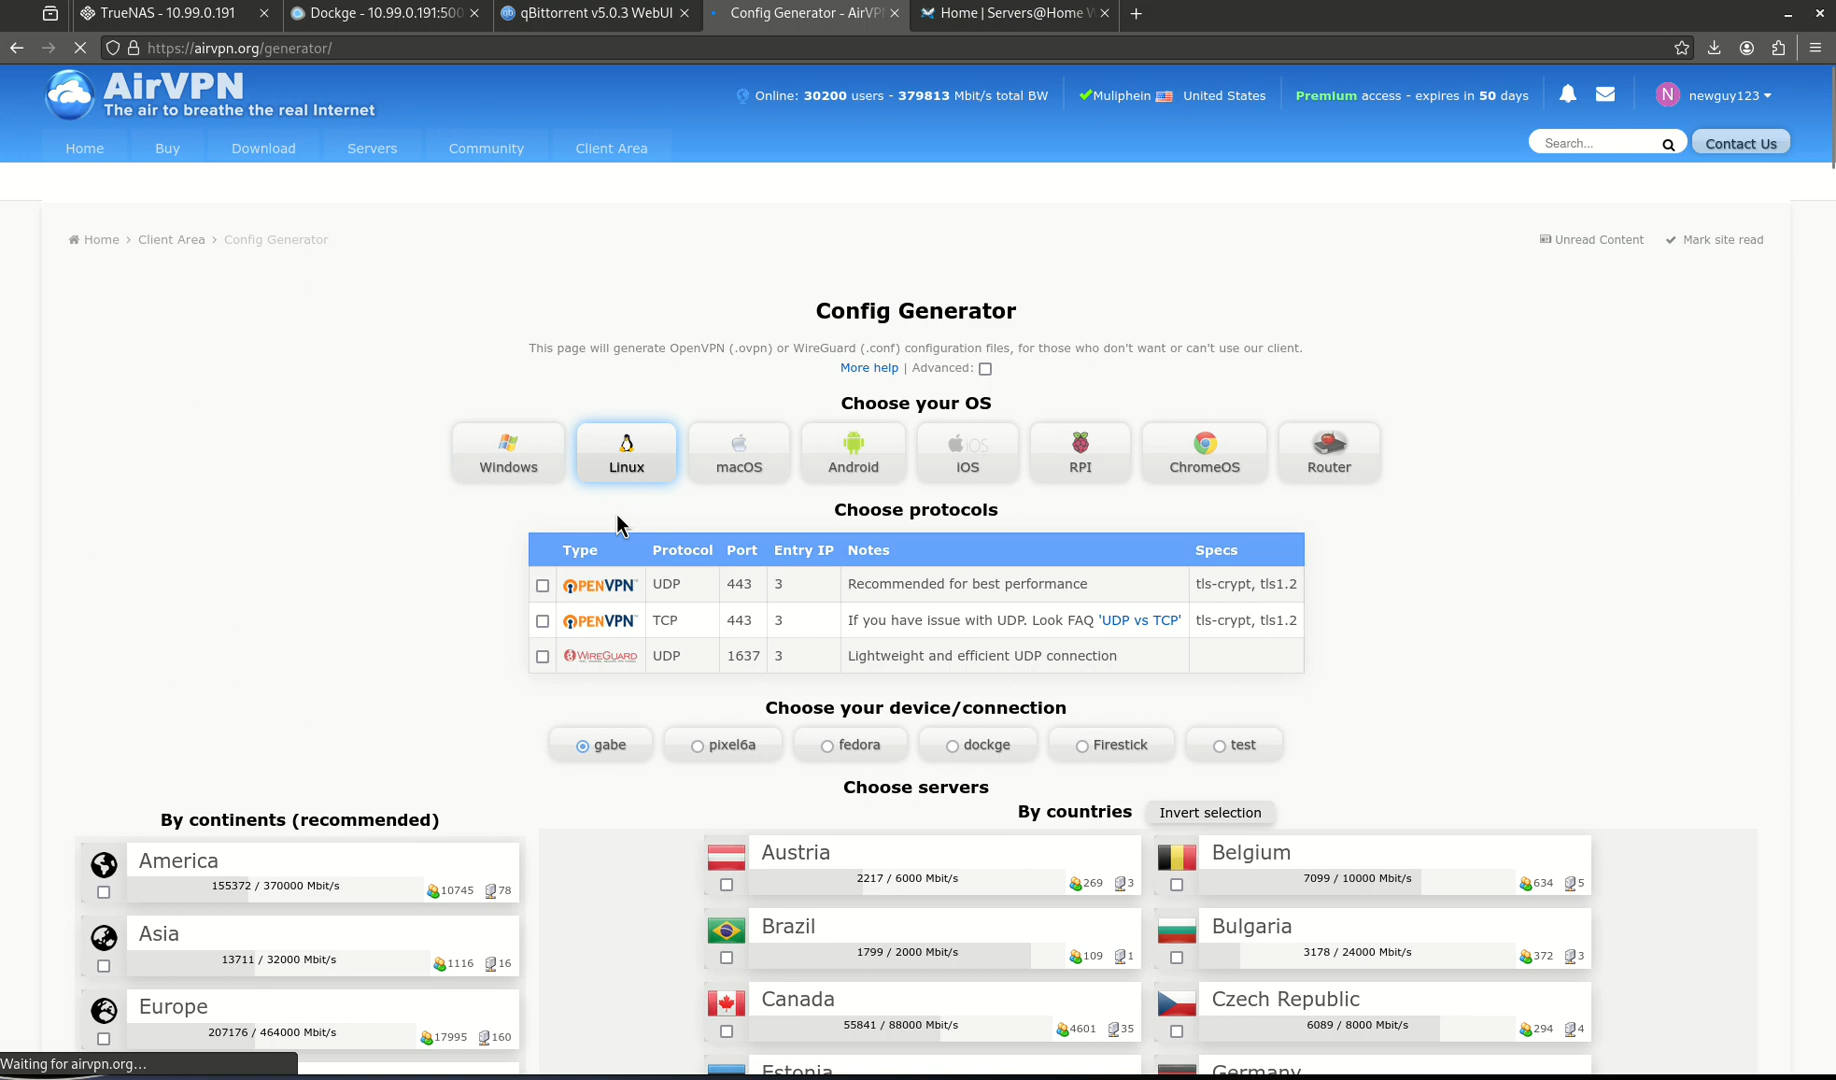 TrueNAS - 10.99.0.191
Dockge - 10.99.0.191:500
qBittorrent v5.0.3 WebUI
Config Generator - AirVP
Home | Servers@Home
https://airvpn.org/generator/
AirVPN
The air to breathe the real Internet
Online: 30200 users - 379813 Mbit/s total BW
Muliphein United States
Premium access - expires in 50 days
N newguy123
Home Buy Download Servers Community Client Area
Search...
Contact Us
Home > Client Area > Config Generator
Unread Content Mark site read
Config Generator
This page will generate OpenVPN (.ovpn) or WireGuard (.conf) configuration files, for those who don't want or can't use our client.
More help | Advanced:
Choose your OS
Windows Linux macOS Android iOS iOS RPI ChromeOS Router
Choose protocols
Type Protocol Port Entry IP Notes Specs
OPENVPN UDP 443 3 Recommended for best performance tls-crypt, tls1.2
OPENVPN TCP 443 3 If you have issue with UDP. Look FAQ 'UDP vs TCP' tls-crypt, tls1.2
WIREGUARD UDP 1637 3 Lightweight and efficient UDP connection
Choose your device/connection
gabe pixel6a fedora dockge Firestick test
Choose servers
By continents (recommended)
By countries Invert selection
America
155372 / 370000 Mbit/s 10745 78
Asia
13711 / 32000 Mbit/s 1116 16
Europe
207176 / 464000 Mbit/s 17995 160
Austria
2217 / 6000 Mbit/s 269 3
Belgium
7099 / 10000 Mbit/s 634 5
Brazil
1799 / 2000 Mbit/s 109 1
Bulgaria
3178 / 24000 Mbit/s 372 3
Canada
55841 / 88000 Mbit/s 4601 35
Czech Republic
6089 / 8000 Mbit/s 294 4
Estonia
Germany
Waiting for airvpn.org...